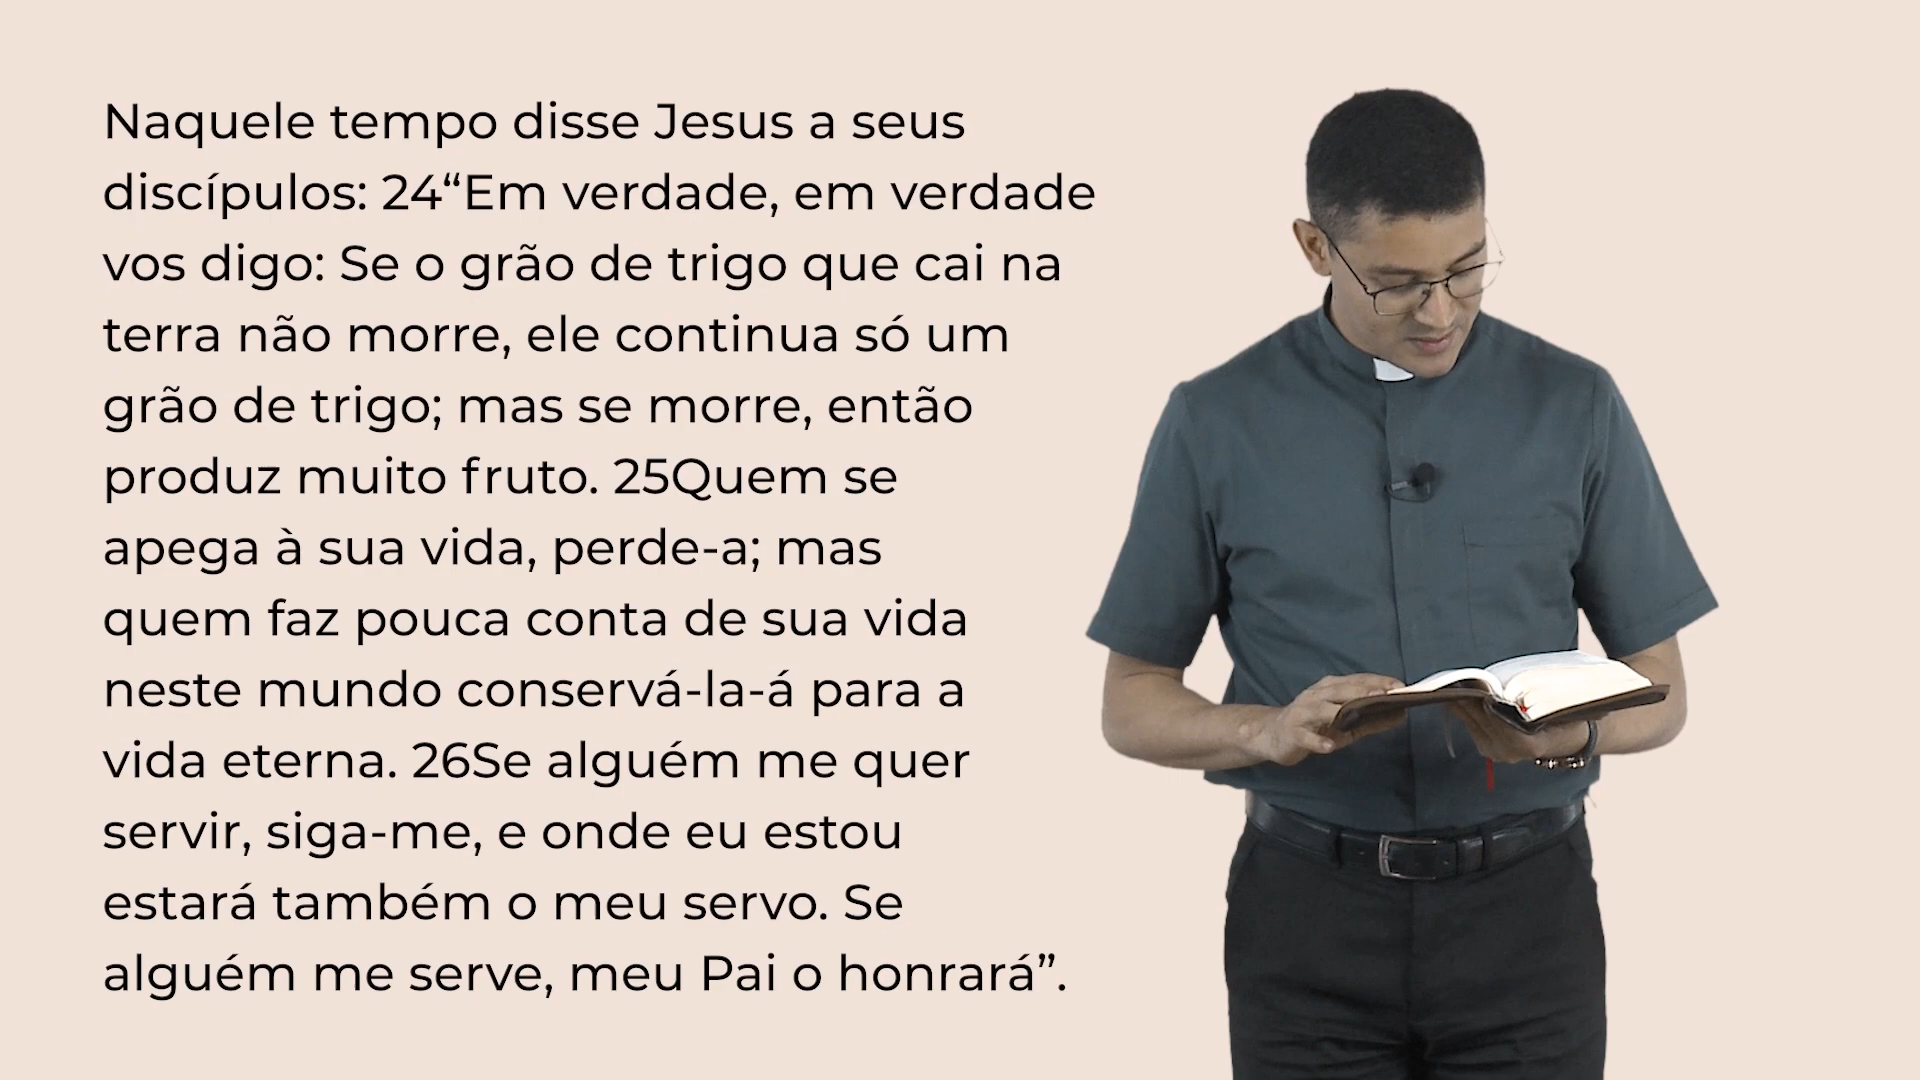 Naquele tempo disse Jesus a seus
discípulos: 24“Em verdade, em verdade
vos digo: Se o grão de trigo que cai na
terra não morre, ele continua só um
grão de trigo; mas se morre, então
produz muito fruto. 25Quem se
apega à sua vida, perde-a; mas
quem faz pouca conta de sua vida
neste mundo conservá-la-á para a
vida eterna. 26Se alguém me quer
servir, siga-me, e onde eu estou
estará também o meu servo. Se
alguém me serve, meu Pai o honrará”.